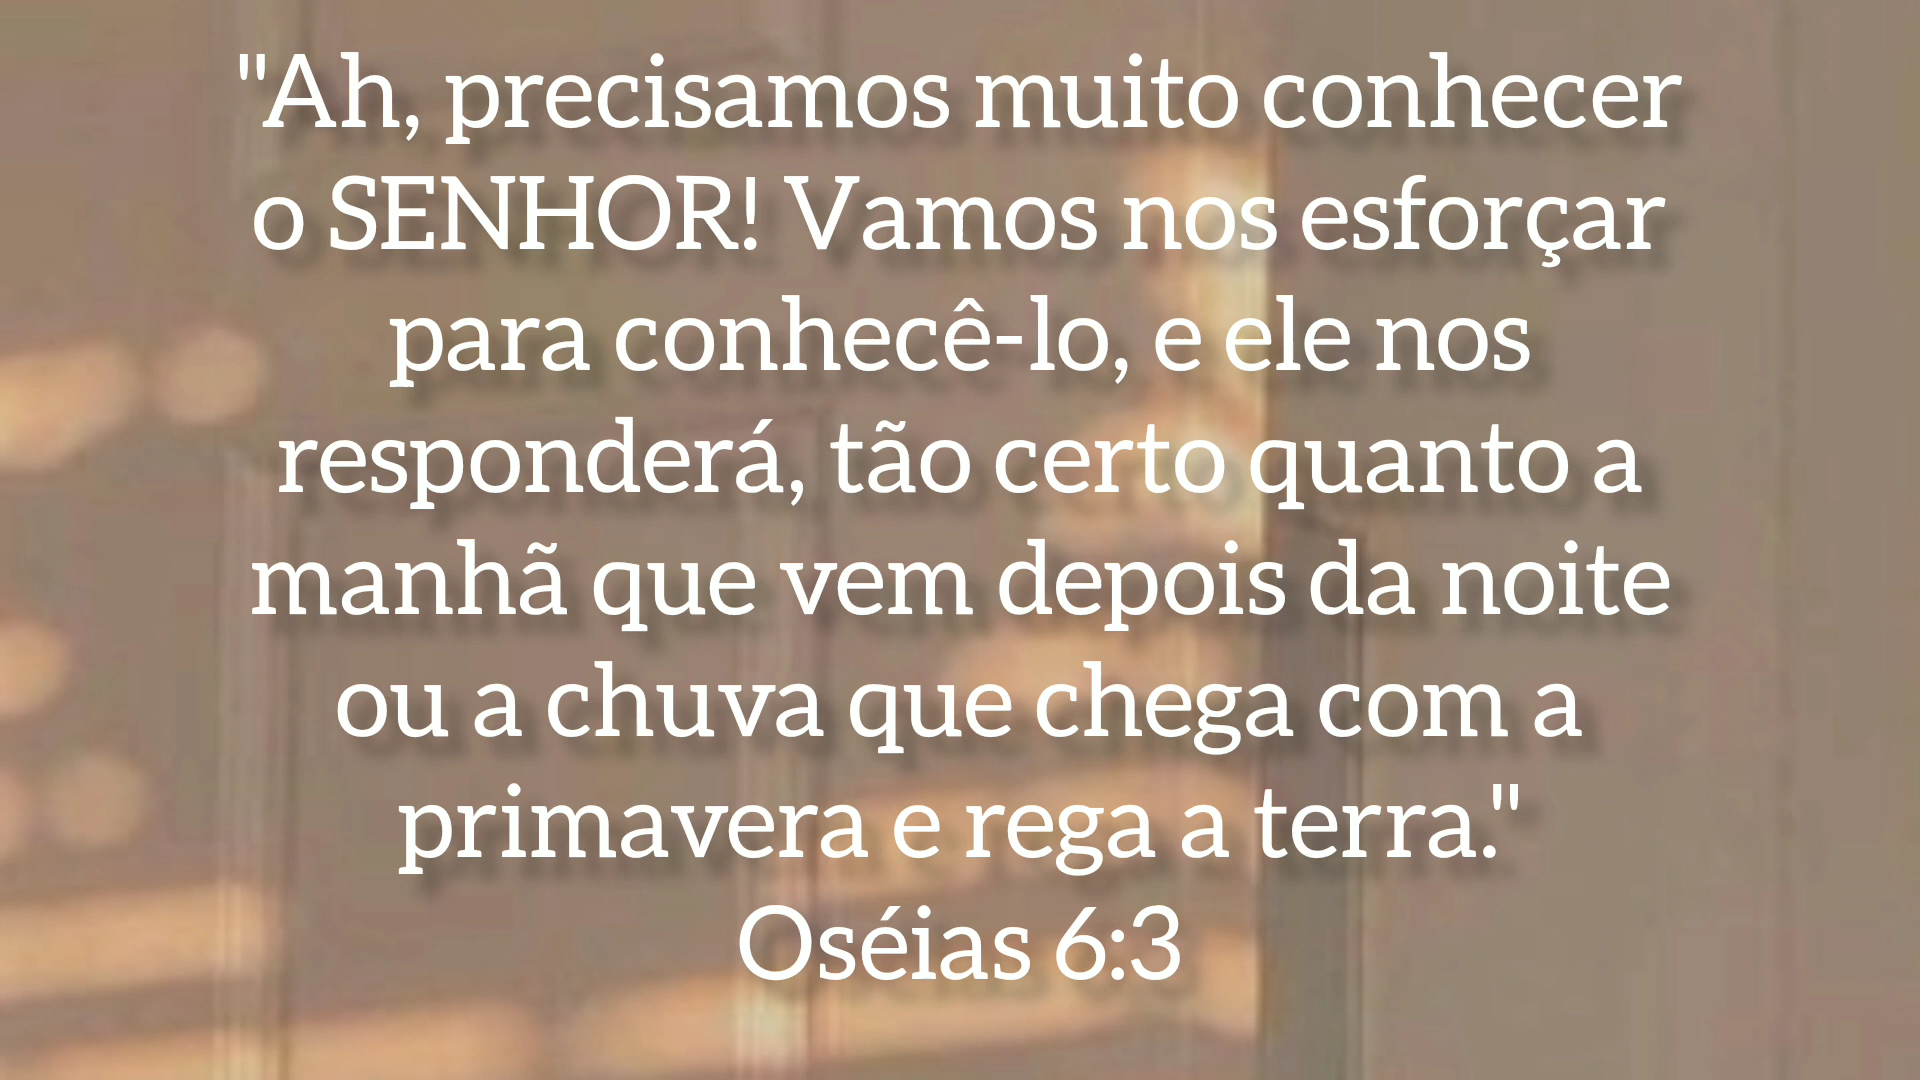 "Ah, precisamos muito conhecer
o SENHOR! Vamos nos esforçar
para conhecê-lo, e ele nos
responderá, tão certo quanto a
manhã que vem depois da noite
ou a chuva que chega com a
primavera e rega a terra."
Oséias 6:3